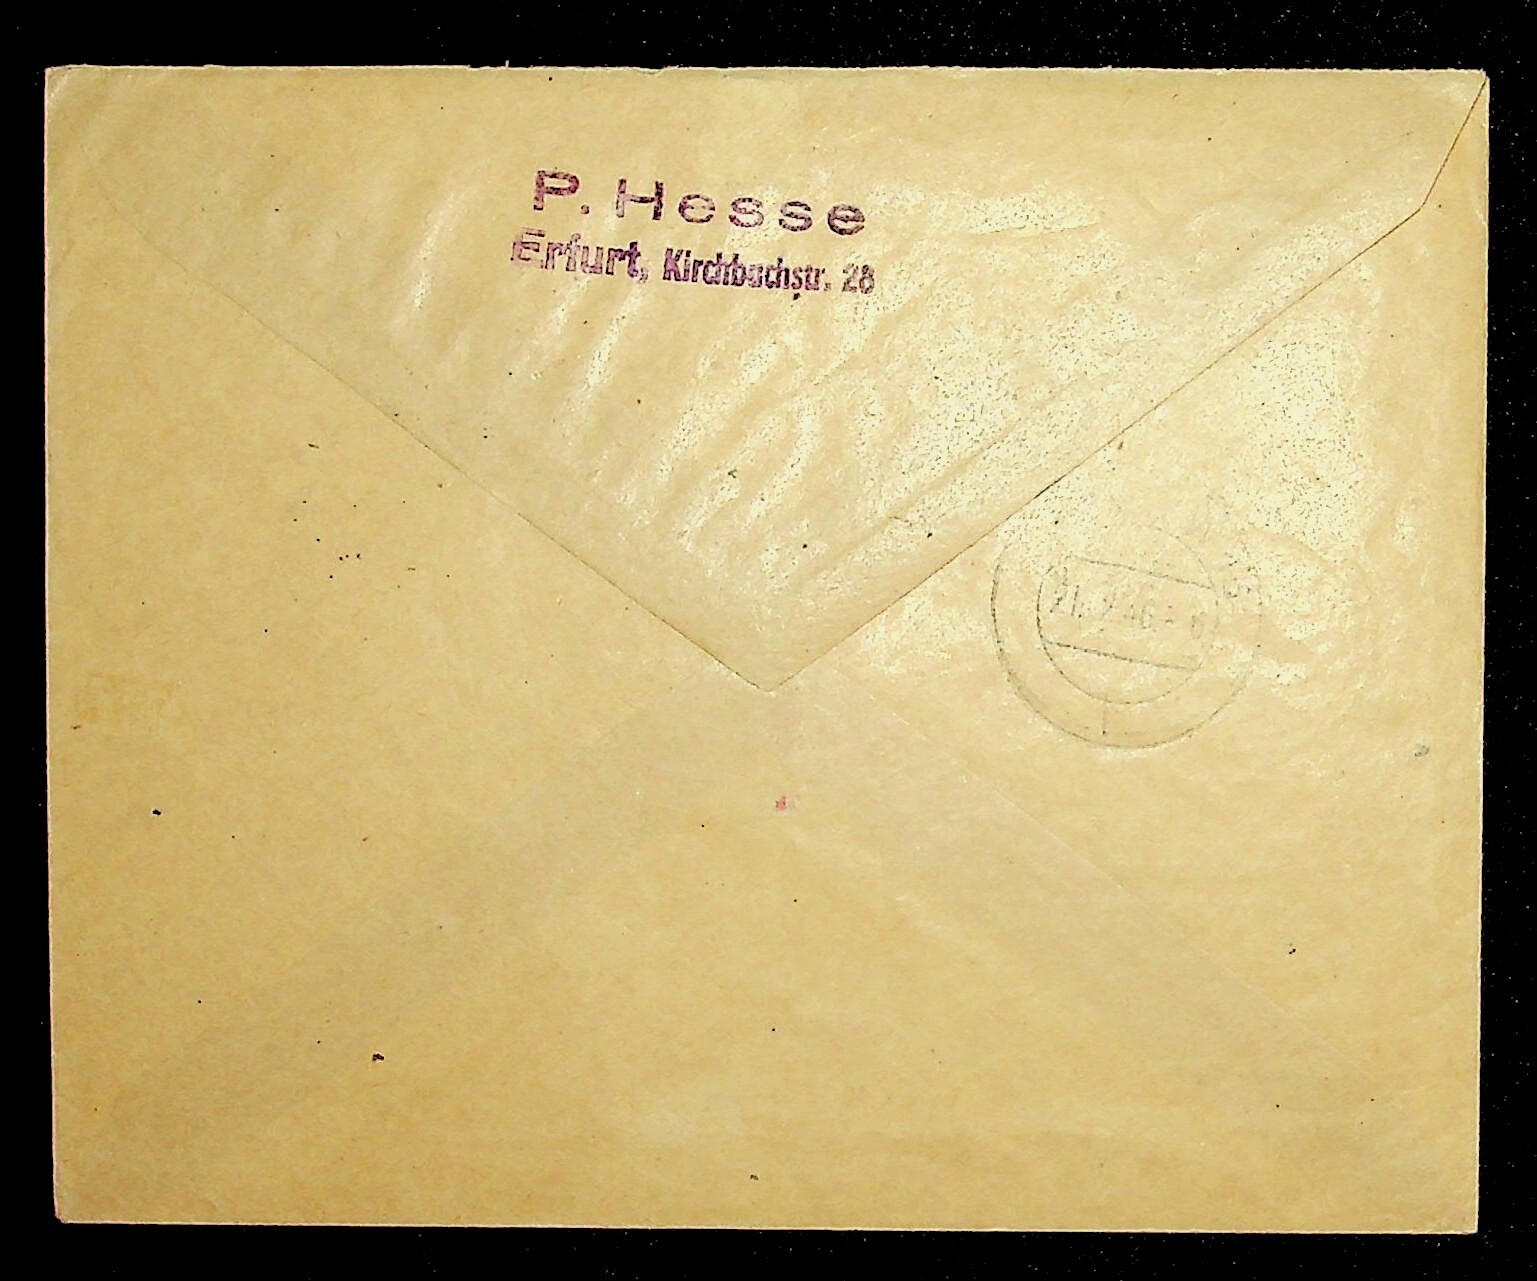 P. Hesse
Erfurt, Kirchbachstr. 28